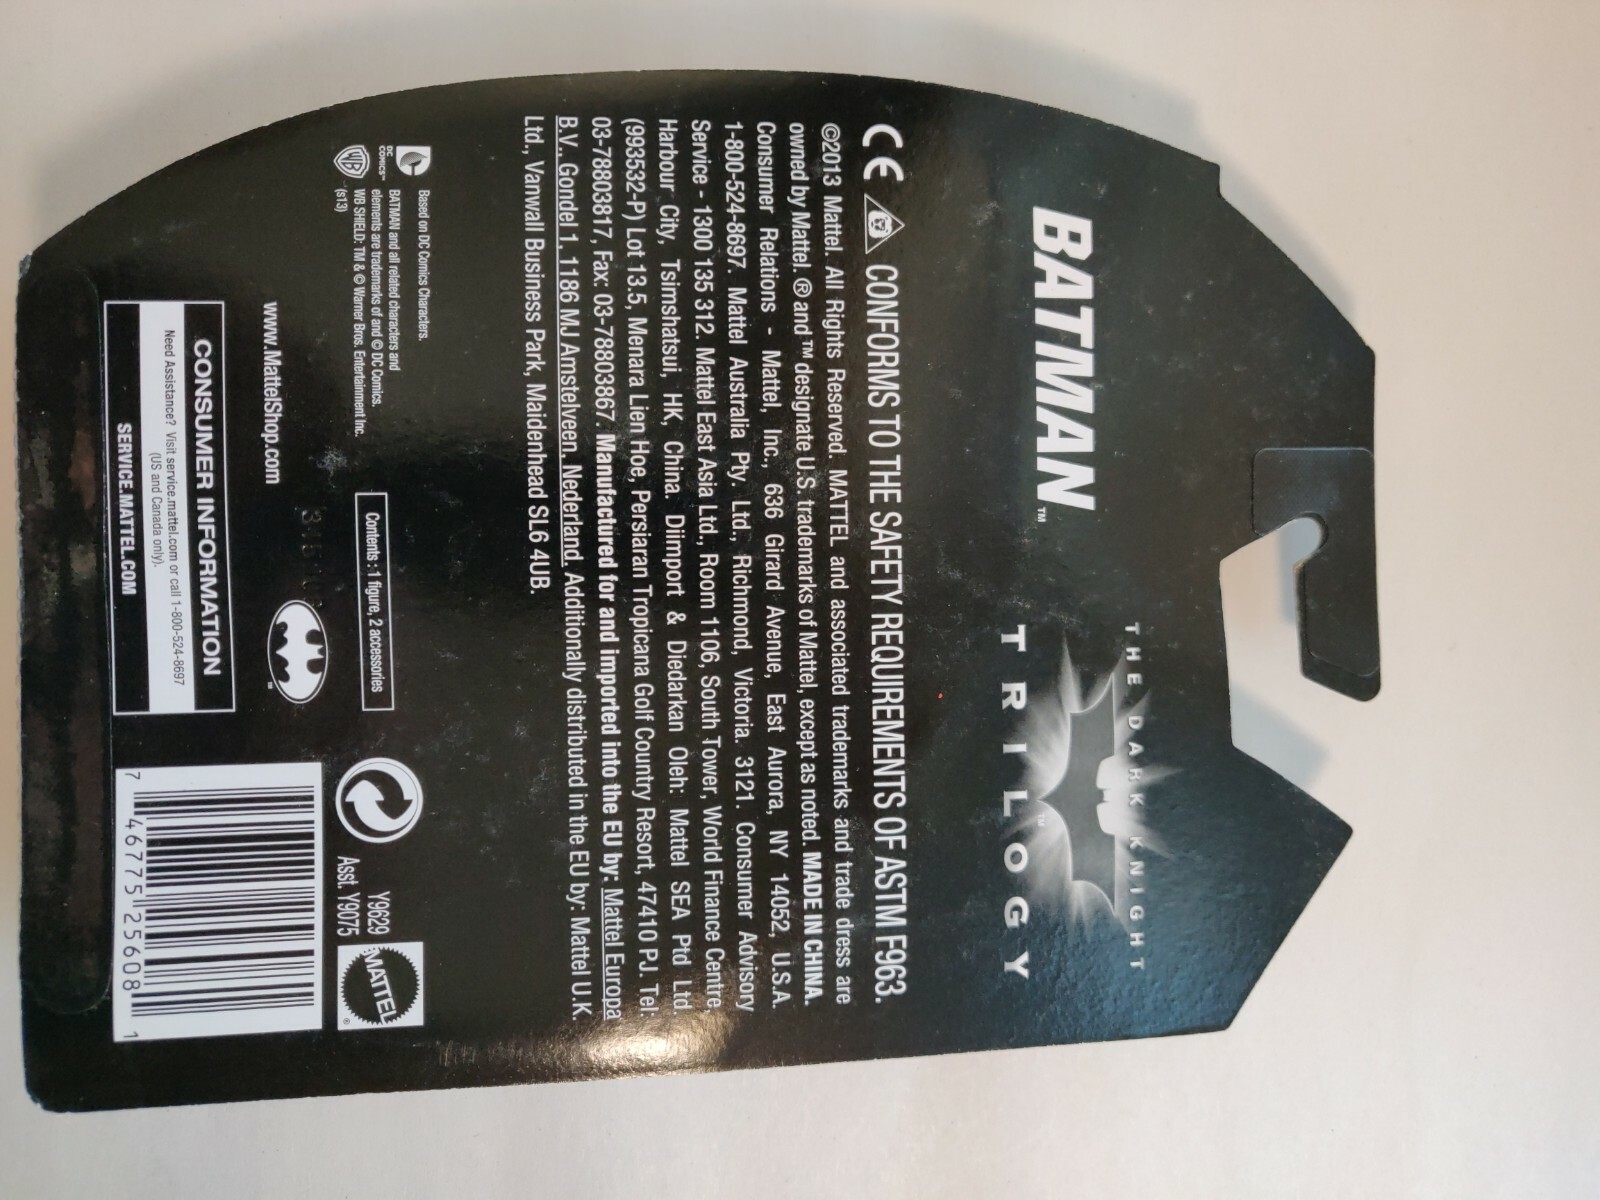 BATMAN™
THE DARK KNIGHT
TRILOGY™
CE CONFORMS TO THE SAFETY REQUIREMENTS OF ASTM F963.
©2013 Mattel. All Rights Reserved. MATTEL and associated trademarks and trade dress are
owned by Mattel. ® and ™ designate U.S. trademarks of Mattel, except as noted. MADE IN CHINA.
Consumer Relations - Mattel, Inc., 636 Girard Avenue, East Aurora, NY 14052, U.S.A.
1-800-524-8697. Mattel Australia Pty. Ltd., Richmond, Victoria. 3121. Consumer Advisory
Service - 1300 135 312. Mattel East Asia Ltd., Room 1106, South Tower, World Finance Centre,
Harbour City, Tsimshatsui, HK, China. Diimport & Diedarkan Oleh: Mattel SEA Ptd Ltd.
(993532-P) Lot 13.5, Menara Lien Hoe, Persiaran Tropicana Golf Country Resort, 47410 PJ. Tel:
03-78803817, Fax: 03-78803867. Manufactured for and imported into the EU by: Mattel Europa
B.V., Gondel 1, 1186 MJ Amstelveen, Nederland. Additionally distributed in the EU by: Mattel U.K.
Ltd., Vanwall Business Park, Maidenhead SL6 4UB.
DC COMICS™
WB
Based on DC Comics Characters.
BATMAN and all related characters and
elements are trademarks of and © DC Comics.
WB SHIELD: TM & © Warner Bros. Entertainment Inc.
(s13)
Contents: 1 figure, 2 accessories
www.MattelShop.com
™
CONSUMER INFORMATION
Need Assistance? Visit service.mattel.com or call 1-800-524-8697
(US and Canada only).
SERVICE.MATTEL.COM
Y9629
Asst. Y9075
MATTEL®
7 46775 25608 1